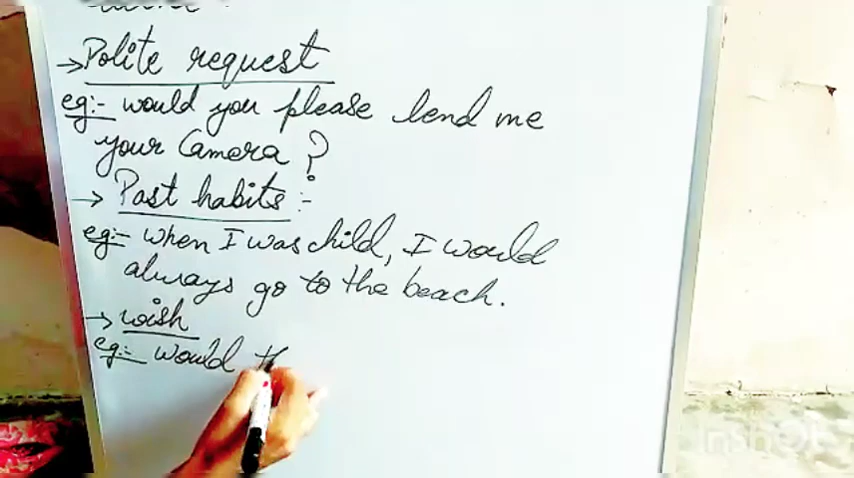 → Polite request
eg:- would you please lend me
your Camera?
→ Past habits :-
eg:- when I was child, I would
always go to the beach.
→ wish
eg:- would th
inshot